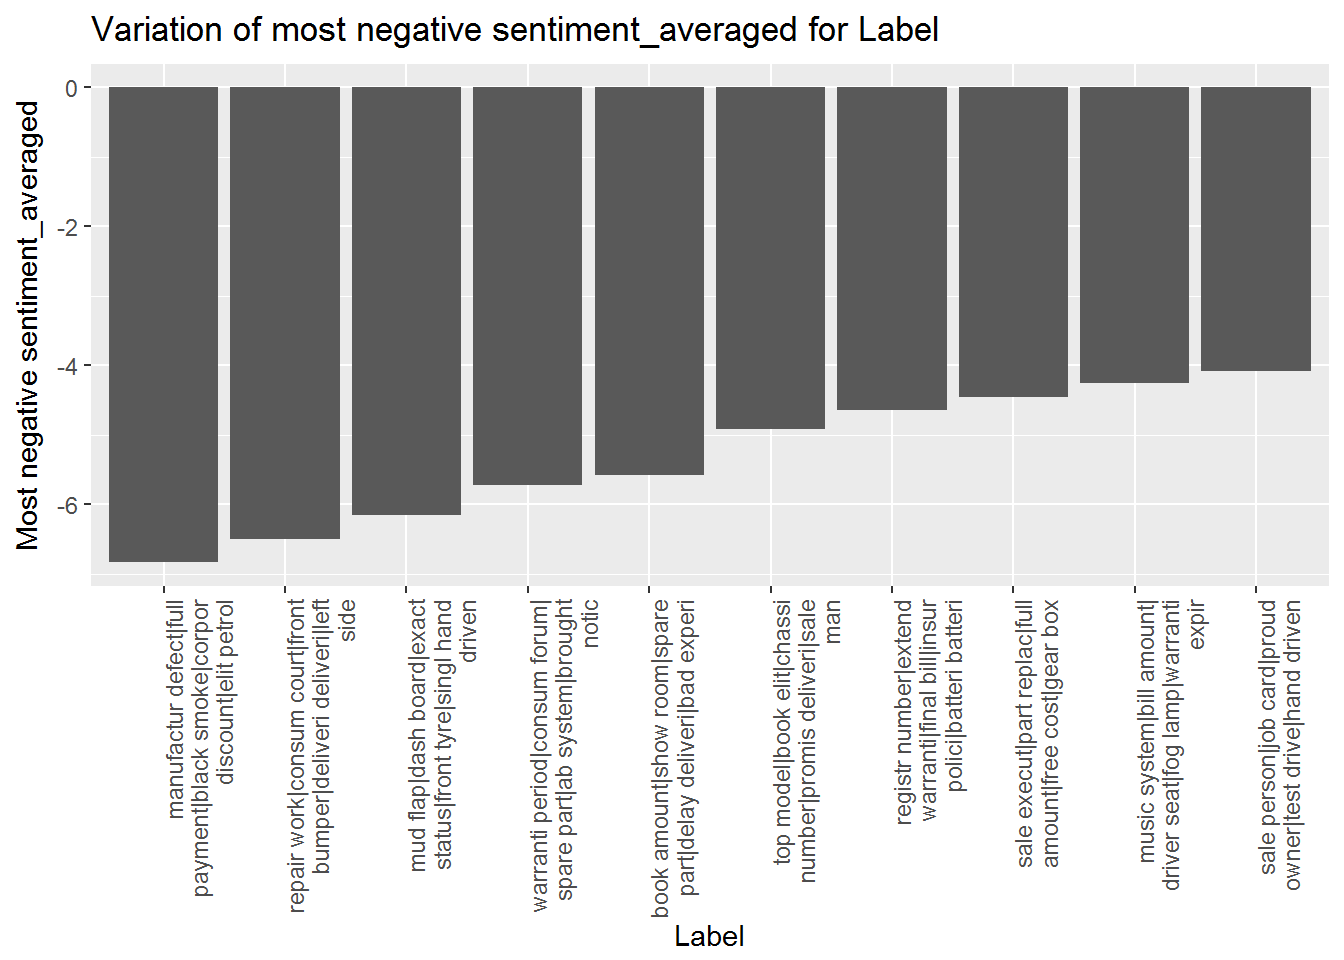 Variation of most negative sentiment_averaged for Label
Most negative sentiment_averaged
0
-2
-4
-6
manufactur defect|full
payment|black smoke|corpor
discount|elit petrol
repair work|consum court|front
bumper|deliveri deliveri|left
side
mud flap|dash board|exact
status|front tyre|singl hand
driven
warranti period|consum forum|
spare part|ab system|brought
notic
book amount|show room|spare
part|delay deliveri|bad experi
top model|book elit|chassi
number|promis deliveri|sale
man
registr number|extend
warranti|final bill|insur
polici|batteri batteri
sale execut|part replac|full
amount|free cost|gear box
music system|bill amount|
driver seat|fog lamp|warranti
expir
sale person|job card|proud
owner|test drive|hand driven
Label